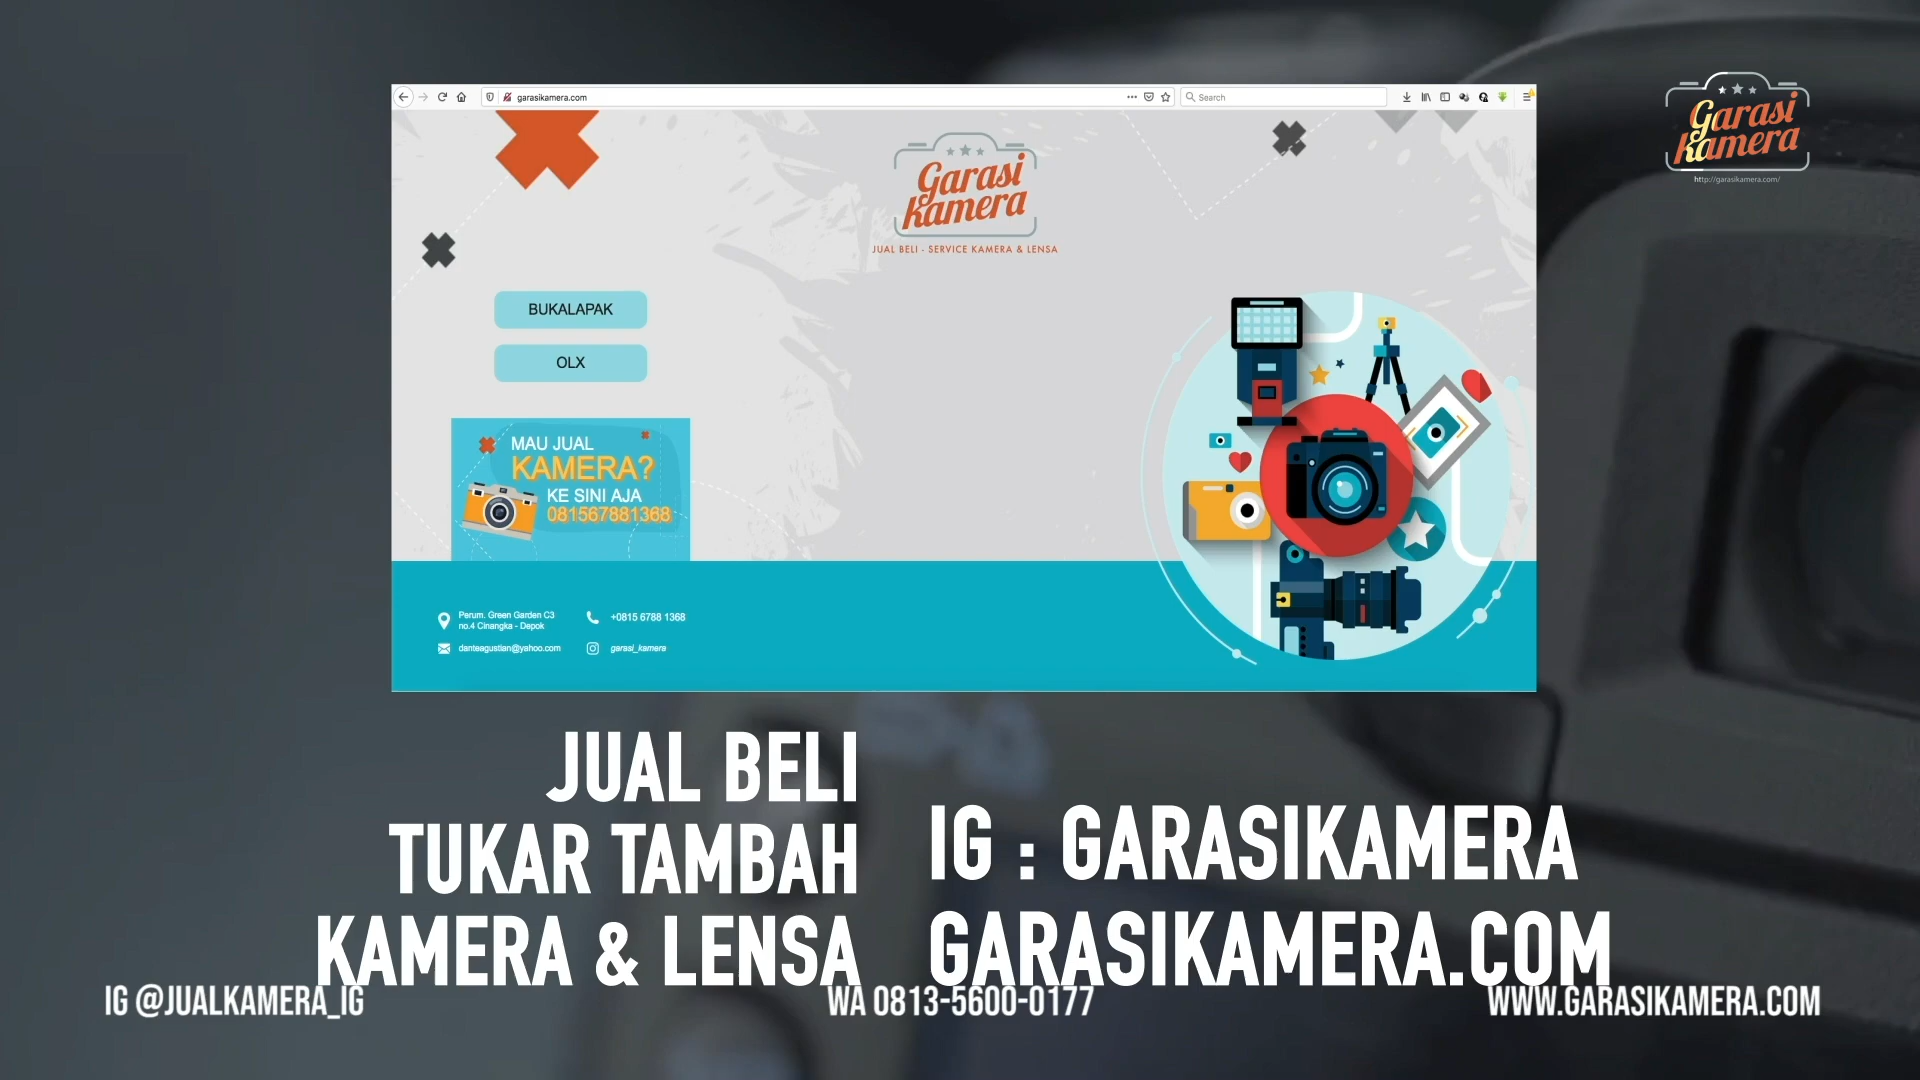 garasikamera.com
Search
Garasi
kamera
http://garasikamera.com/
Garasi
kamera
JUAL BELI - SERVICE KAMERA & LENSA
BUKALAPAK
OLX
MAU JUAL
KAMERA?
KE SINI AJA
081567881368
Perum. Green Garden C3
no.4 Cinangka - Depok
+0815 6788 1368
danteagustian@yahoo.com
garasi_kamera
JUAL BELI
TUKAR TAMBAH
KAMERA & LENSA
IG : GARASIKAMERA
GARASIKAMERA.COM
IG @JUALKAMERA_IG
WA 0813-5600-0177
WWW.GARASIKAMERA.COM